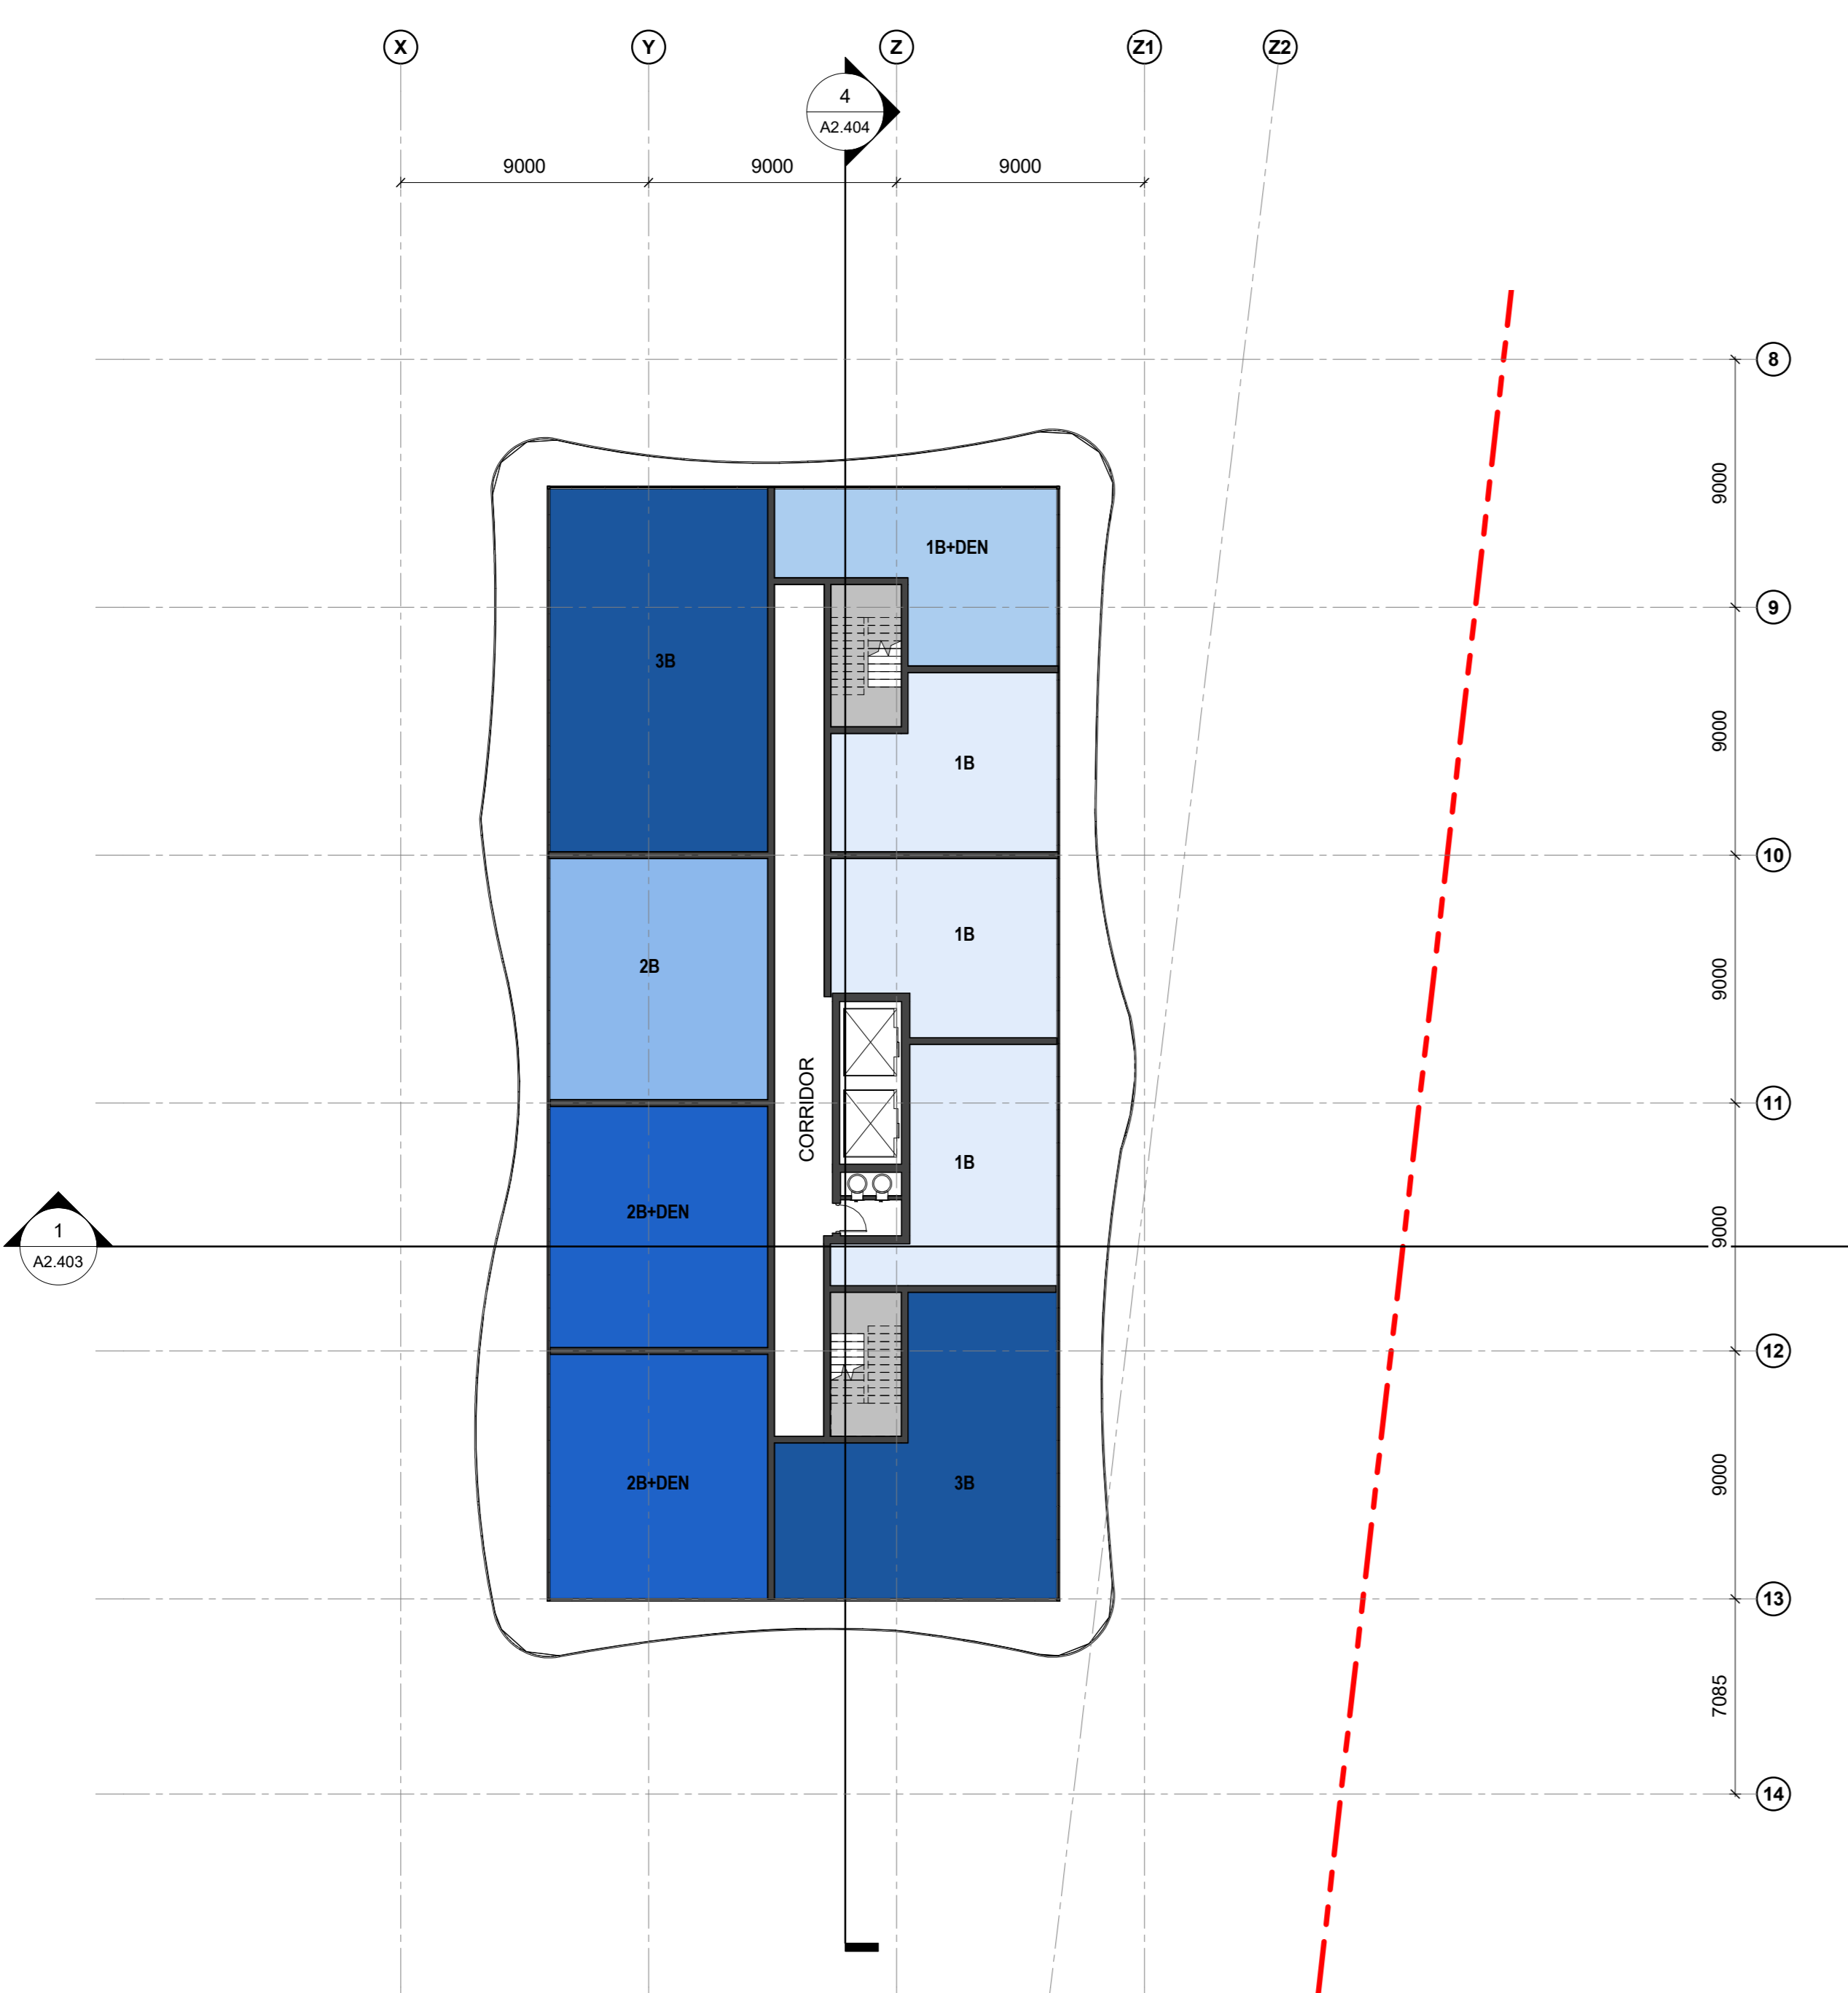 X
Y
Z
Z1
Z2
4
A2.404
9000
9000
9000
8
9000
1B+DEN
9
3B
9000
1B
10
1B
2B
9000
CORRIDOR
11
1B
2B+DEN
9000
1
A2.403
12
9000
2B+DEN
3B
13
7085
14